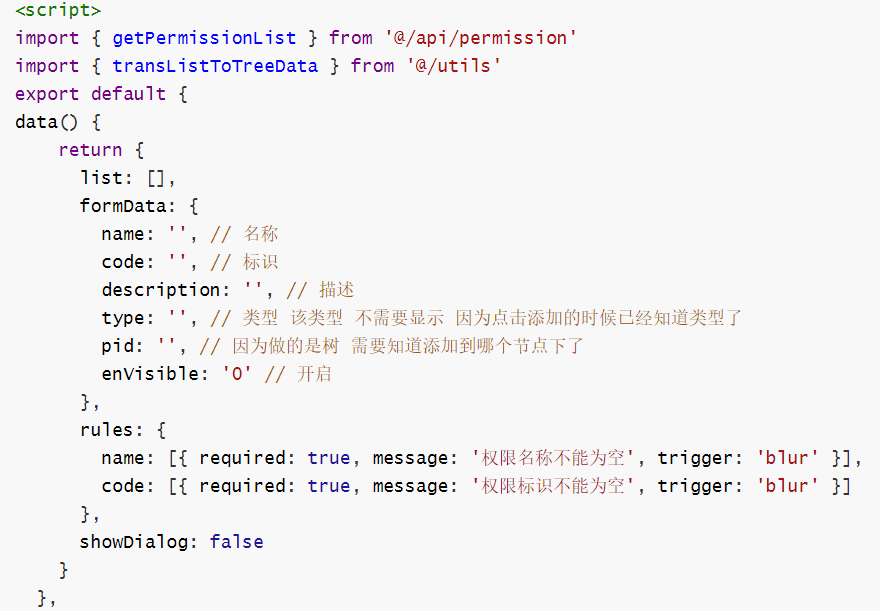 <script>
import { getPermissionList } from '@/api/permission'
import { transListToTreeData } from '@/utils'
export default {
data() {
    return {
      list: [],
      formData: {
        name: '', // 名称
        code: '', // 标识
        description: '', // 描述
        type: '', // 类型 该类型 不需要显示 因为点击添加的时候已经知道类型了
        pid: '', // 因为做的是树 需要知道添加到哪个节点下了
        enVisible: '0' // 开启
      },
      rules: {
        name: [{ required: true, message: '权限名称不能为空', trigger: 'blur' }],
        code: [{ required: true, message: '权限标识不能为空', trigger: 'blur' }]
      },
      showDialog: false
    }
  },